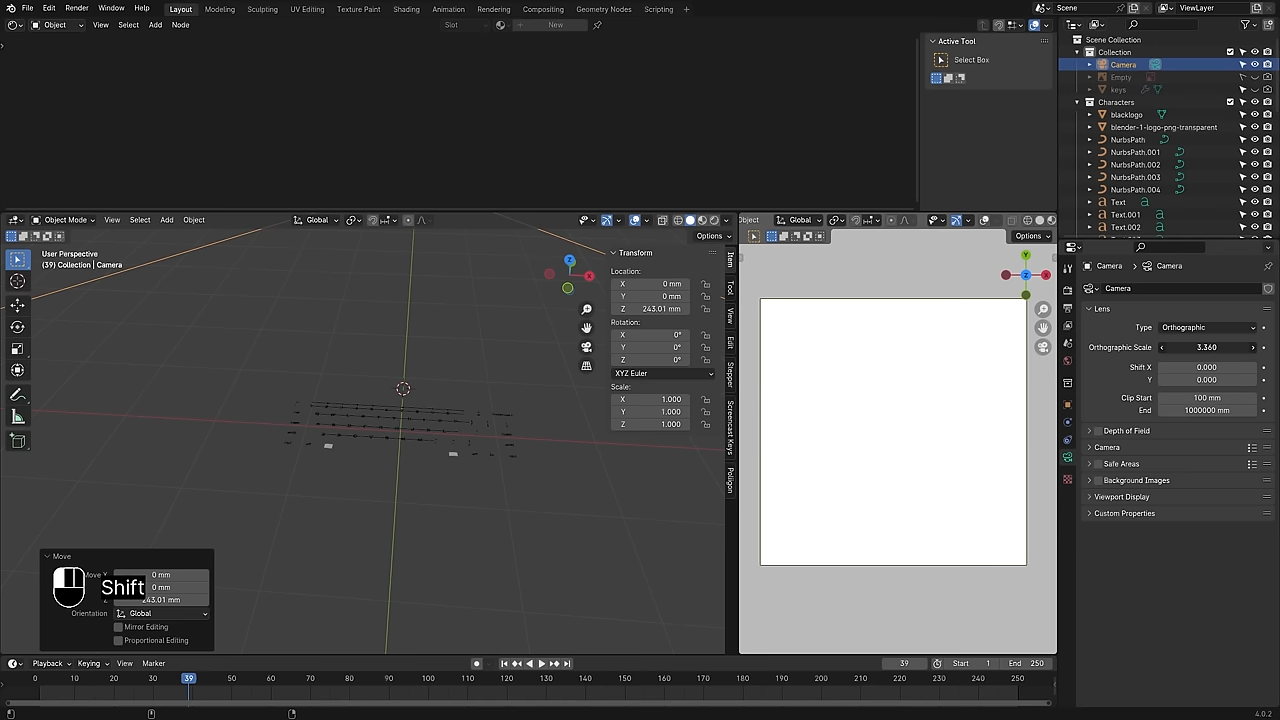 File Edit Render Window Help Layout Modeling Sculpting UV Editing Texture Paint Shading Animation Rendering Compositing Geometry Nodes Scripting + Scene ViewLayer
Object View Select Add Node Slot New
Active Tool
Select Box
Scene Collection
Collection
Camera
Empty
keys
Characters
blacklogo
blender-1-logo-png-transparent
NurbsPath
NurbsPath.001
NurbsPath.002
NurbsPath.003
NurbsPath.004
Text
Text.001
Text.002
Object Mode View Select Add Text Object Global
Options
User Perspective
(39) Collection | Camera
Z
X
Transform
Location:
X 0 mm
Y 0 mm
Z 243.01 mm
Rotation:
X 0°
Y 0°
Z 0°
XYZ Euler
Scale:
X 1.000
Y 1.000
Z 1.000
Item
Tool
View
Edit
Stepper
Screencast Keys
Poliigon
Object Global
Options
Y
Z
X
Camera Camera
Camera
Lens
Type Orthographic
Orthographic Scale 3.360
Shift X 0.000
Y 0.000
Clip Start 100 mm
End 1000000 mm
Depth of Field
Camera
Safe Areas
Background Images
Viewport Display
Custom Properties
Move
Move X 0 mm
0 mm
243.01 mm
Shift
Orientation Global
Mirror Editing
Proportional Editing
Playback Keying View Marker 39 Start 1 End 250
0 10 20 30 39 50 60 70 80 90 100 110 120 130 140 150 160 170 180 190 200 210 220 230 240 250
4.0.2